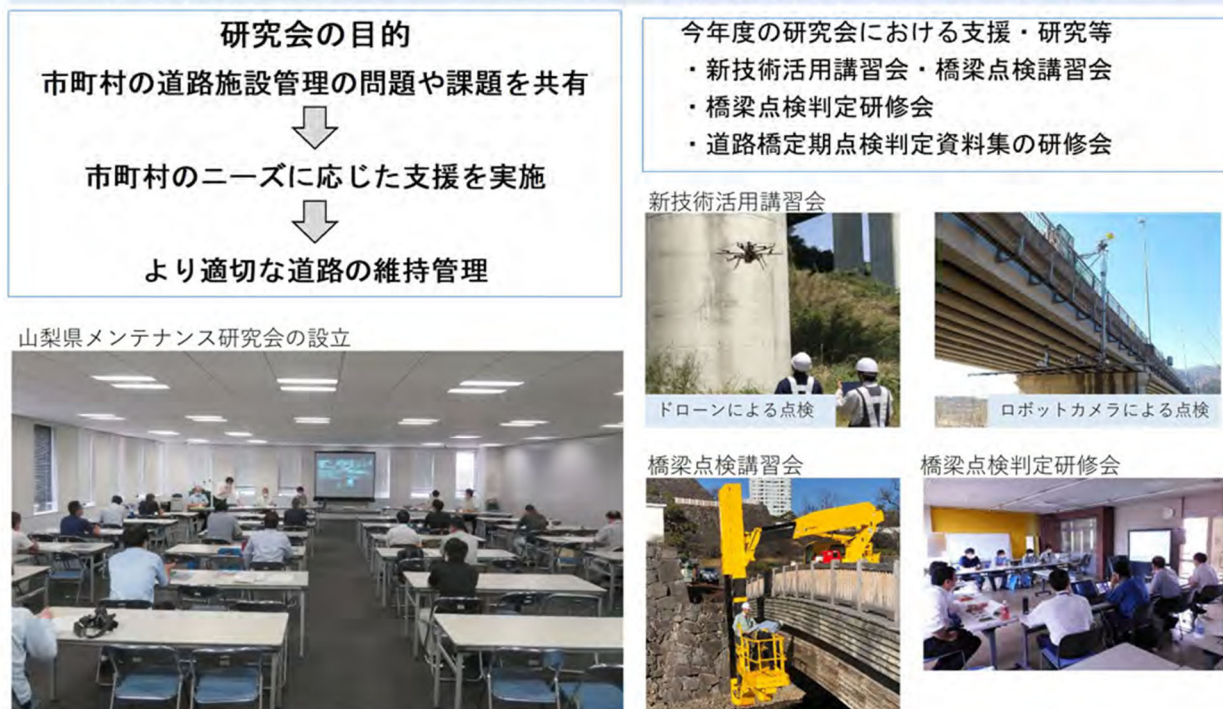 研究会の目的
市町村の道路施設管理の問題や課題を共有
市町村のニーズに応じた支援を実施
より適切な道路の維持管理
山梨県メンテナンス研究会の設立
今年度の研究会における支援・研究等
・新技術活用講習会・橋梁点検講習会
・橋梁点検判定研修会
・道路橋定期点検判定資料集の研修会
新技術活用講習会
ドローンによる点検
ロボットカメラによる点検
橋梁点検講習会
橋梁点検判定研修会